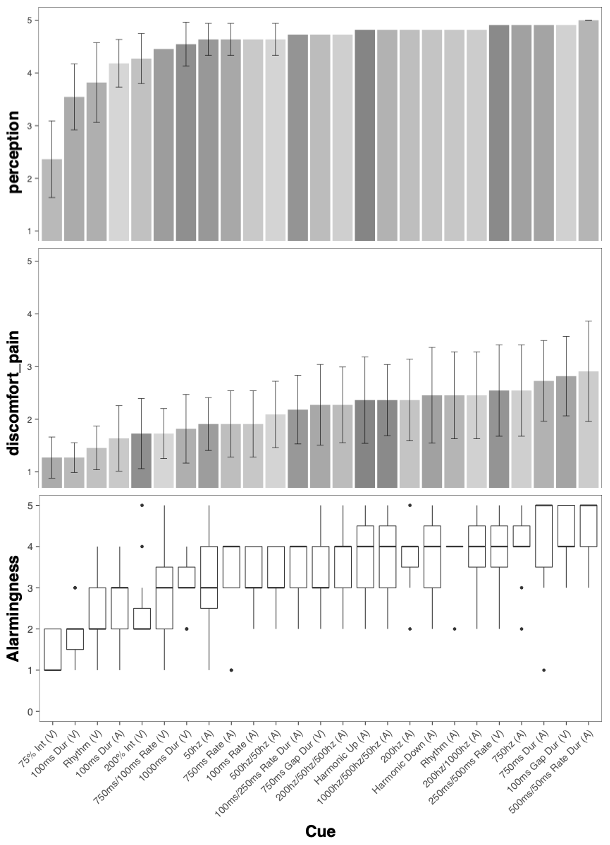 perception
5
4
3
2
1
discomfort_pain
5
4
3
2
1
Alarmingness
5
4
3
2
1
0
75% Int (V)
100ms Dur (V)
Rhythm (V)
100ms Dur (A)
200% Int (V)
750ms/100ms Rate (V)
1000ms Dur (V)
50hz (A)
750ms Rate (A)
100ms Rate (A)
500hz/50hz (A)
100ms/250ms Rate Dur (A)
750ms Gap Dur (V)
200hz/50hz/500hz (A)
Harmonic Up (A)
1000hz/500hz/50hz (A)
200hz (A)
Harmonic Down (A)
Rhythm (A)
200hz/1000hz (A)
250ms/500ms Rate (V)
750hz (A)
750ms Dur (A)
100ms Gap Dur (V)
500ms/50ms Rate Dur (A)
Cue